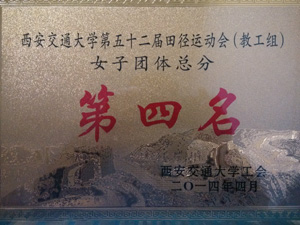 西安交通大学第五十二届田径运动会（教工组）
女子团体总分
第四名
西安交通大学工会
二〇一四年四月